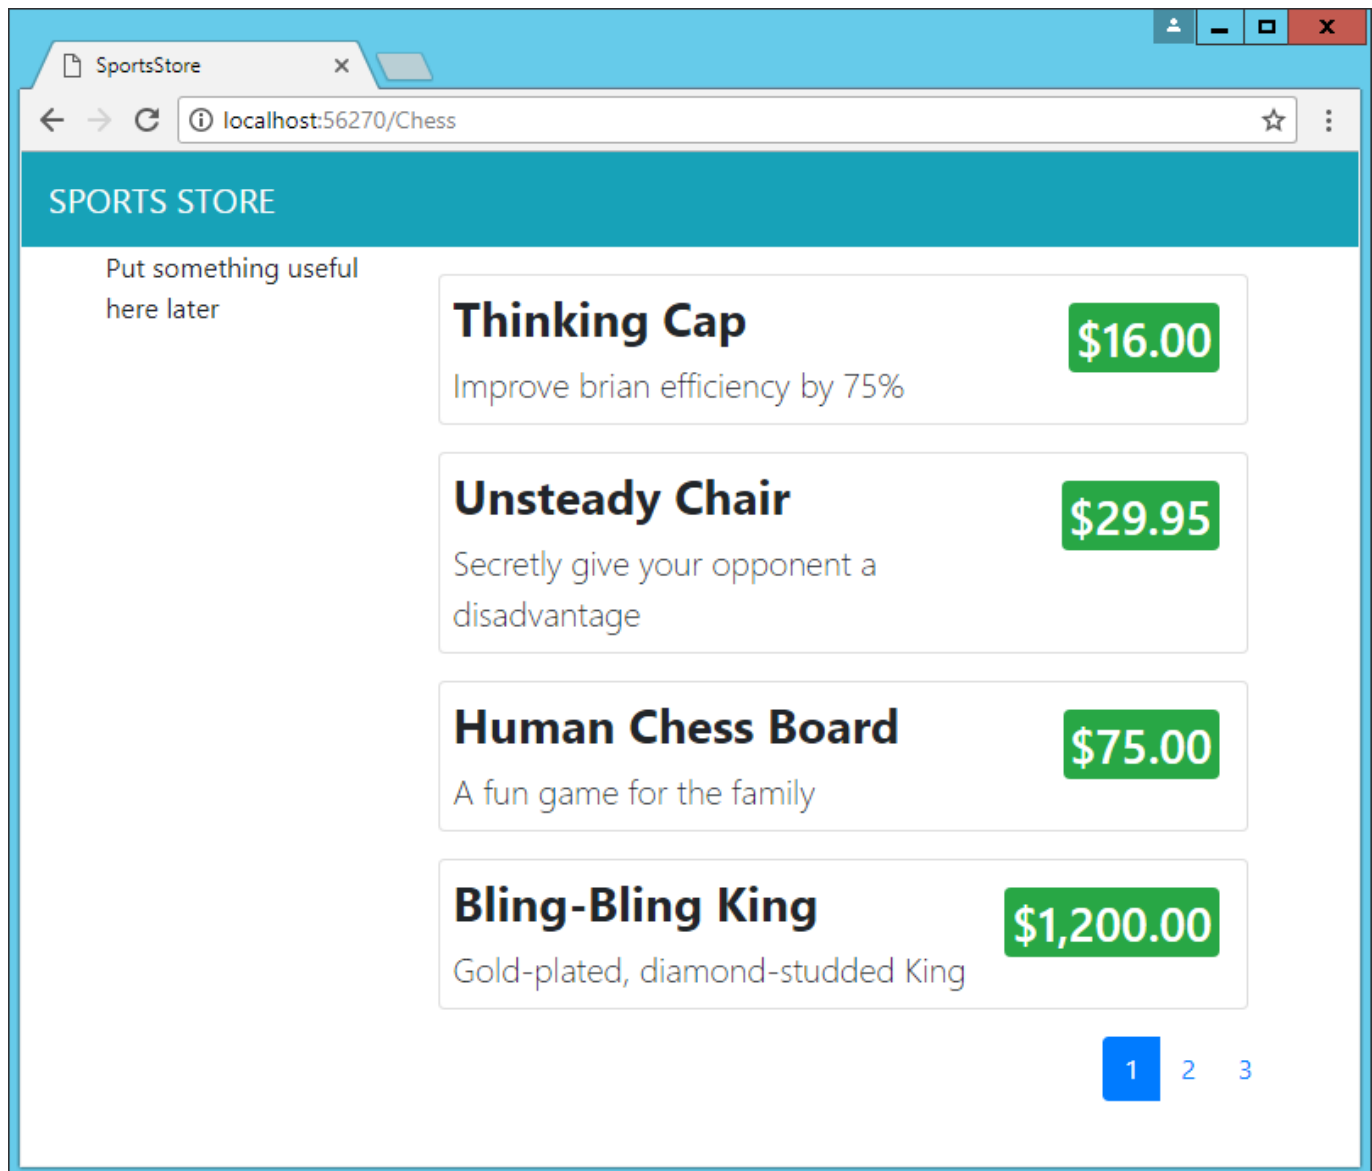 SportsStore
localhost:56270/Chess
SPORTS STORE
Put something useful
here later
Thinking Cap
$16.00
Improve brian efficiency by 75%
Unsteady Chair
$29.95
Secretly give your opponent a
disadvantage
Human Chess Board
$75.00
A fun game for the family
Bling-Bling King
$1,200.00
Gold-plated, diamond-studded King
1 2 3